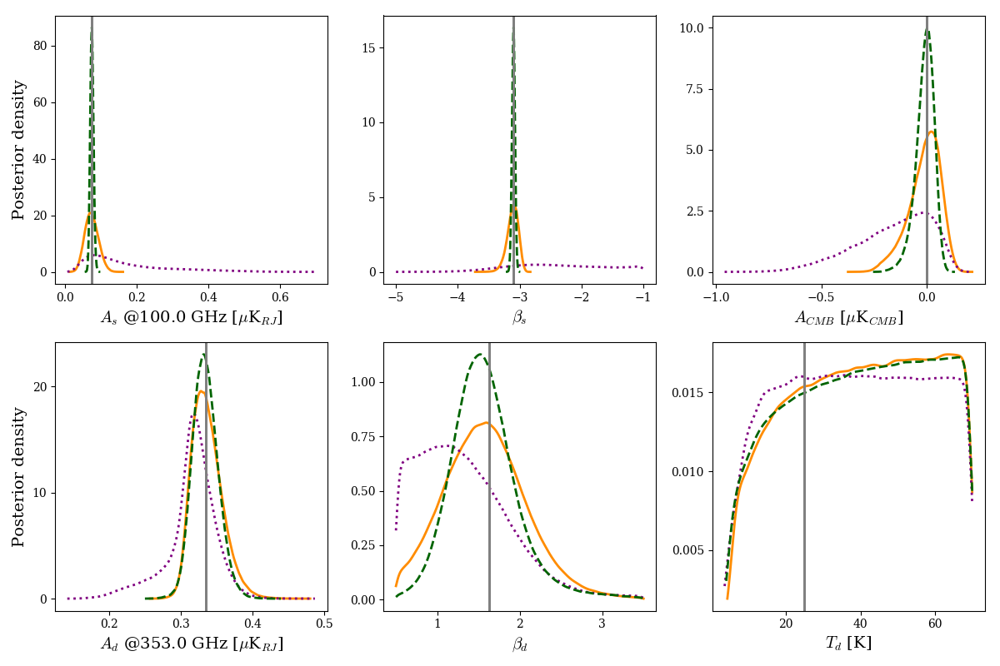 Posterior density
80
60
40
20
0
0.0 0.2 0.4 0.6
A_s @100.0 GHz [μK_RJ]
15
10
5
0
−5 −4 −3 −2 −1
β_s
10.0
7.5
5.0
2.5
0.0
−1.0 −0.5 0.0
A_CMB [μK_CMB]
Posterior density
20
10
0
0.2 0.3 0.4 0.5
A_d @353.0 GHz [μK_RJ]
1.00
0.75
0.50
0.25
0.00
1 2 3
β_d
0.015
0.010
0.005
20 40 60
T_d [K]